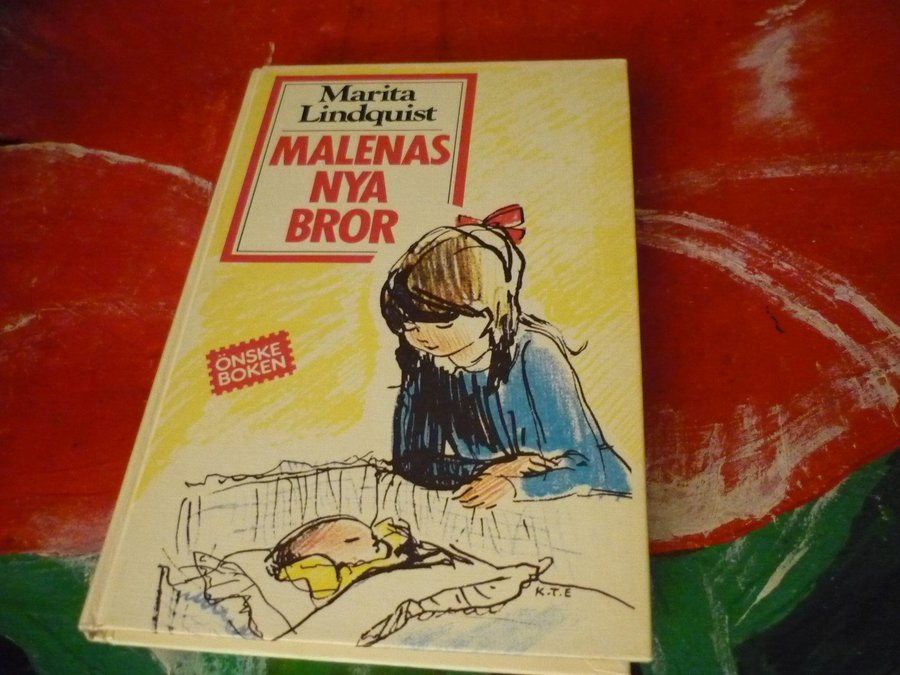 Marita
Lindquist
MALENAS
NYA
BROR
ÖNSKE
BOKEN
K.T.E